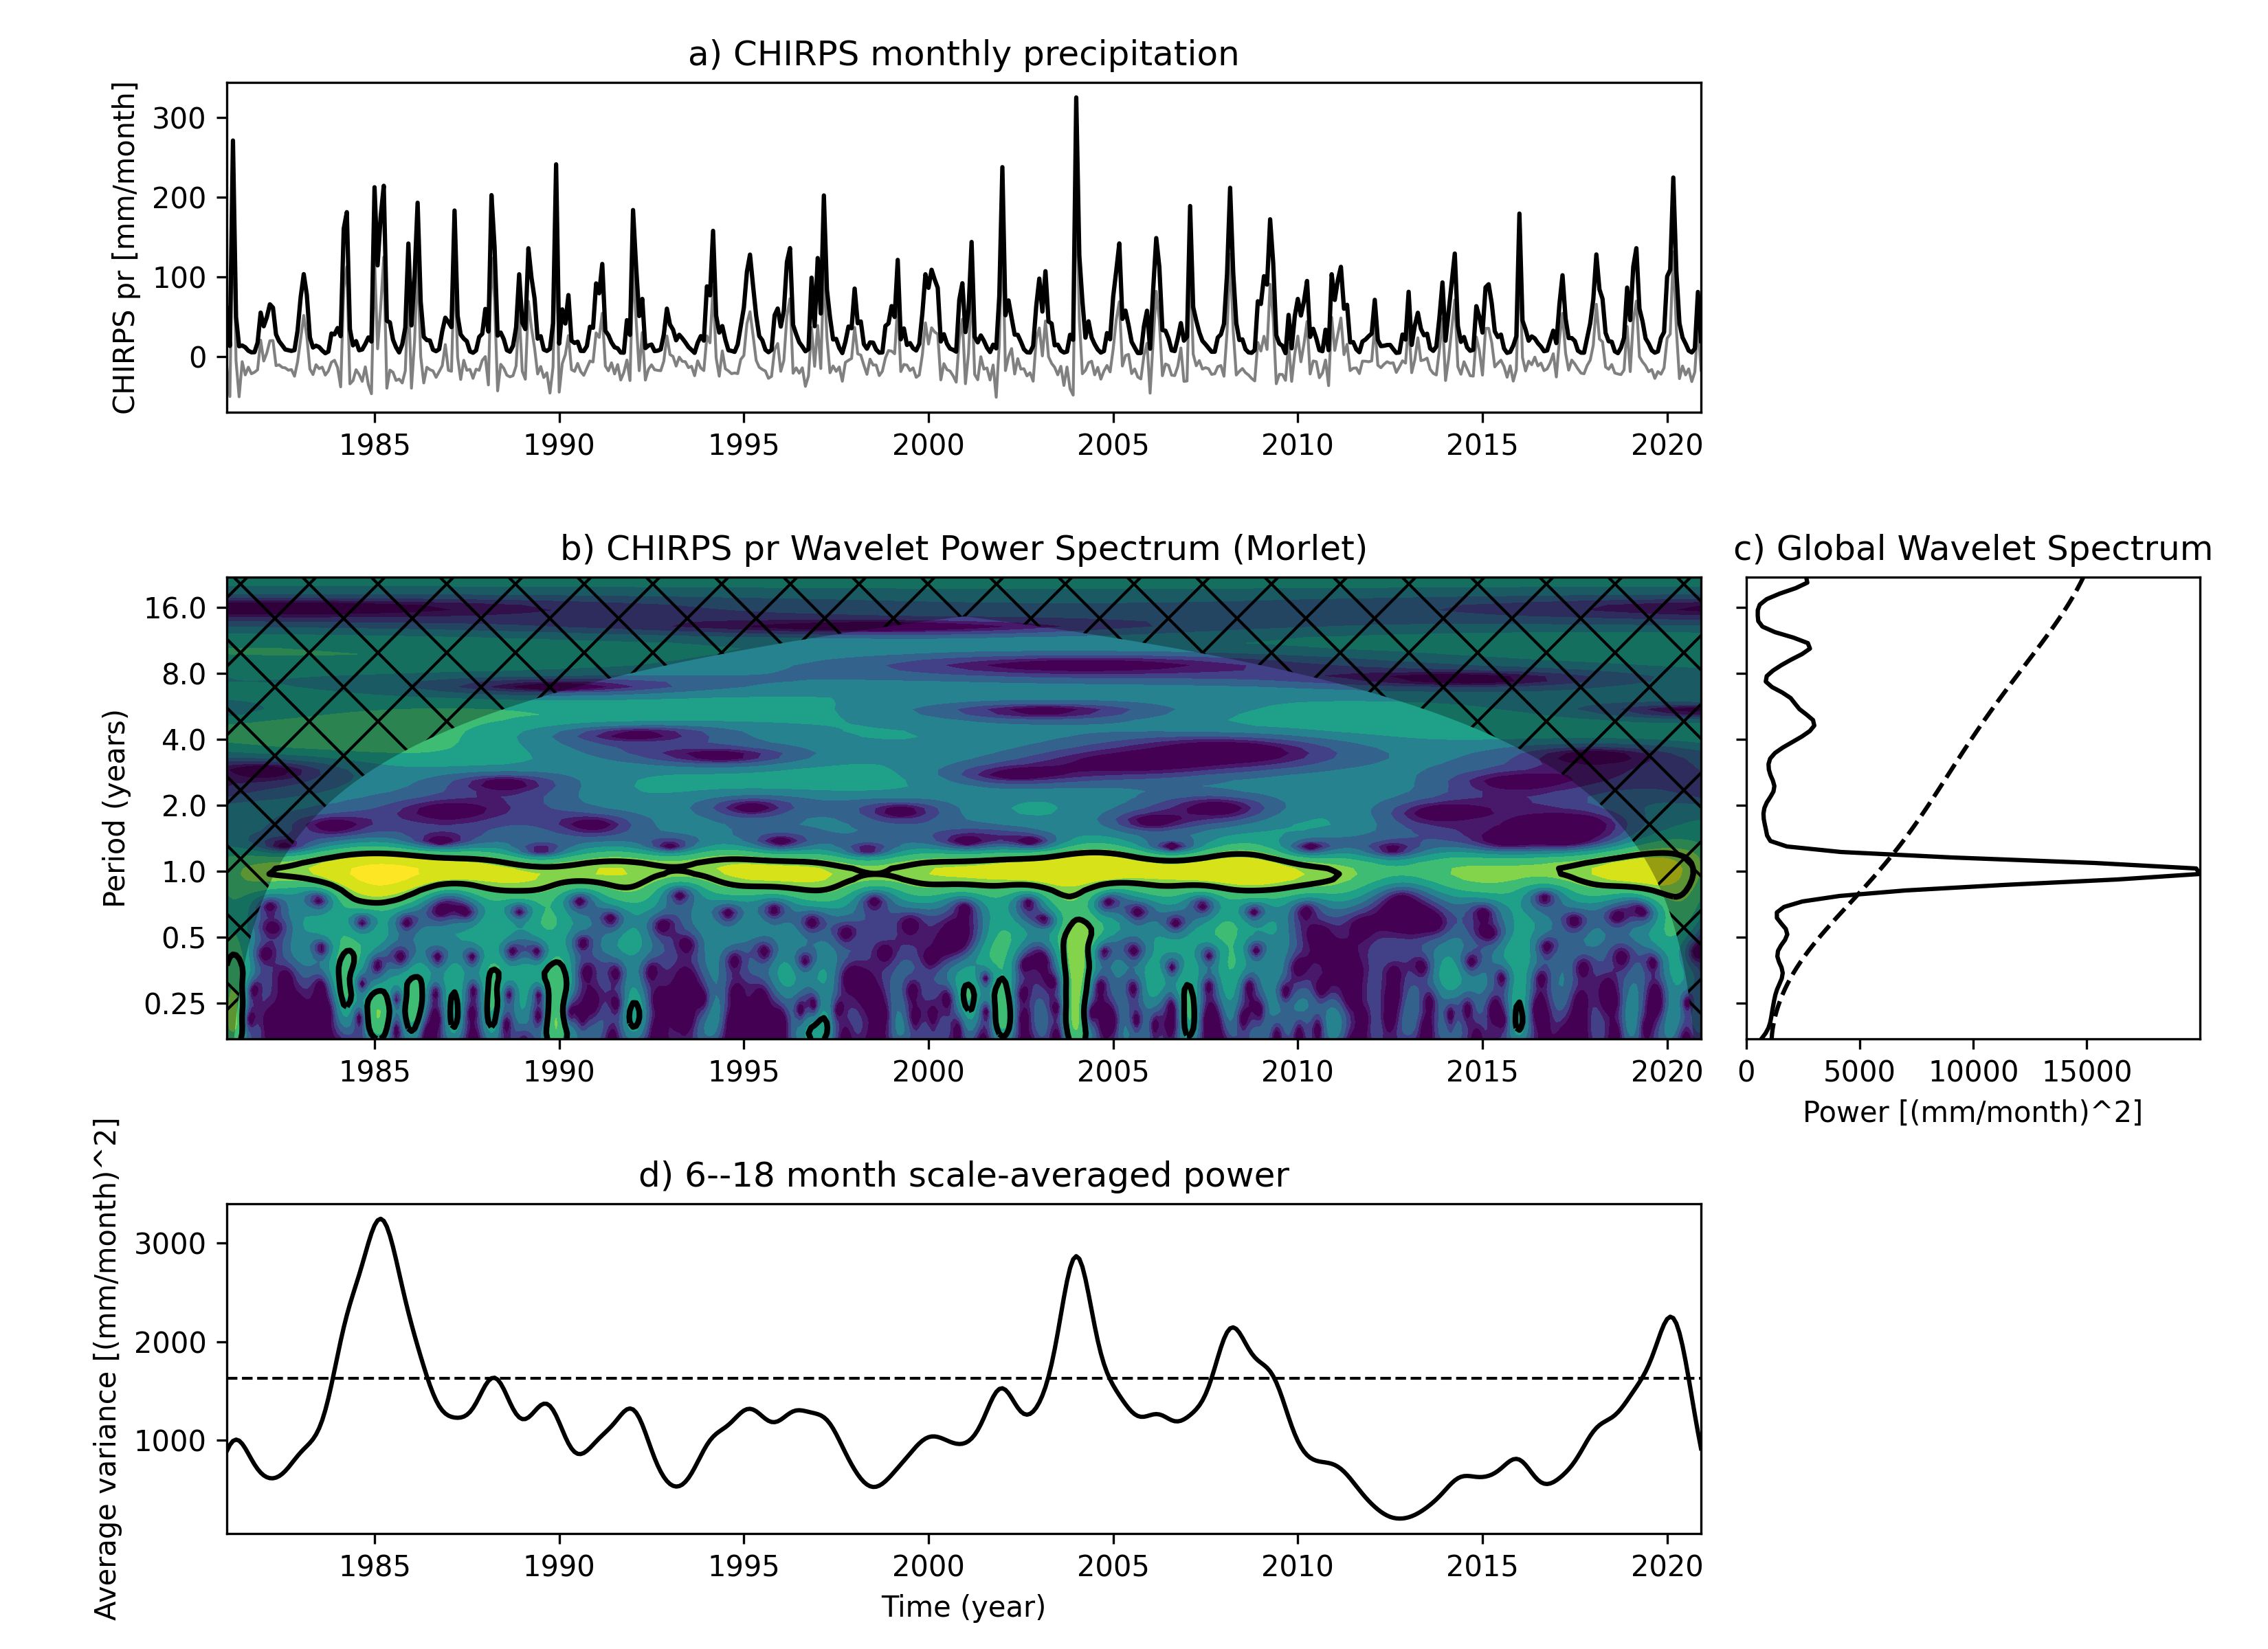 a) CHIRPS monthly precipitation
CHIRPS pr [mm/month]
300
200
100
0
1985 1990 1995 2000 2005 2010 2015 2020
b) CHIRPS pr Wavelet Power Spectrum (Morlet)
Period (years)
16.0
8.0
4.0
2.0
1.0
0.5
0.25
1985 1990 1995 2000 2005 2010 2015 2020
c) Global Wavelet Spectrum
0 5000 10000 15000
Power [(mm/month)^2]
d) 6--18 month scale-averaged power
Average variance [(mm/month)^2]
3000
2000
1000
1985 1990 1995 2000 2005 2010 2015 2020
Time (year)